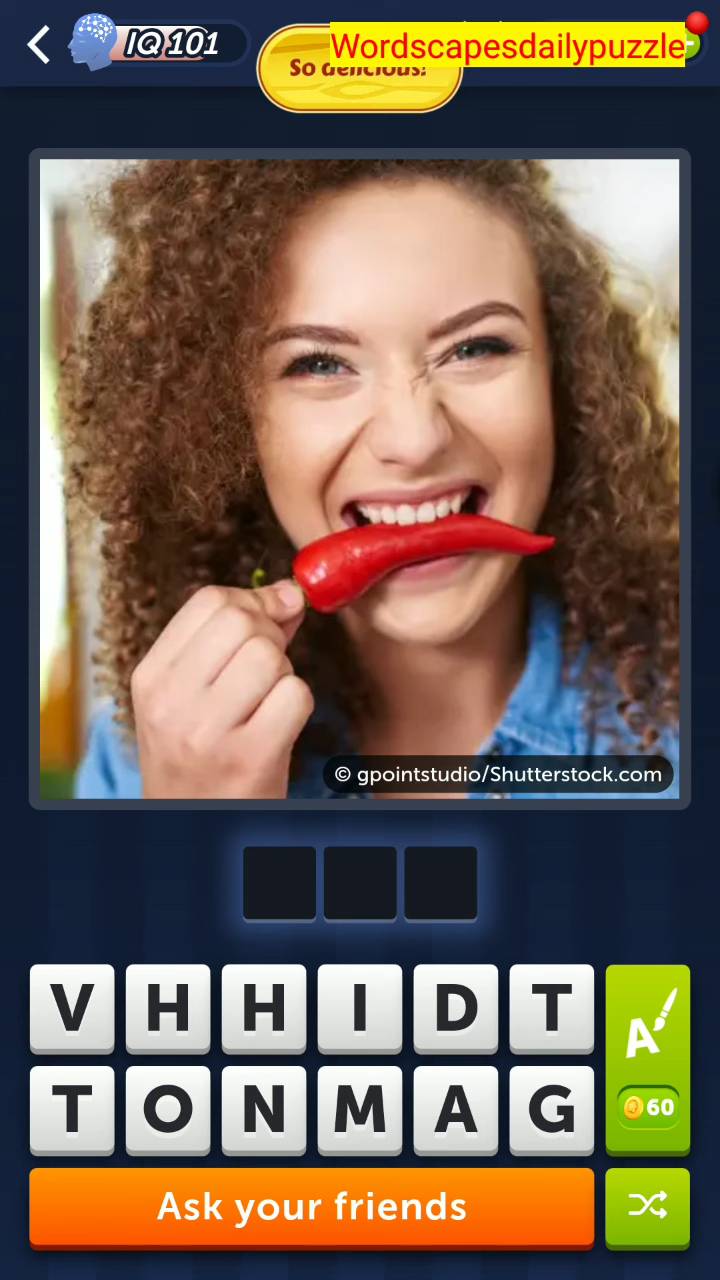 IQ 101
Wordscapesdailypuzzle
So delicious!
© gpointstudio/Shutterstock.com
V H H I D T
A
T O N M A G
60
Ask your friends